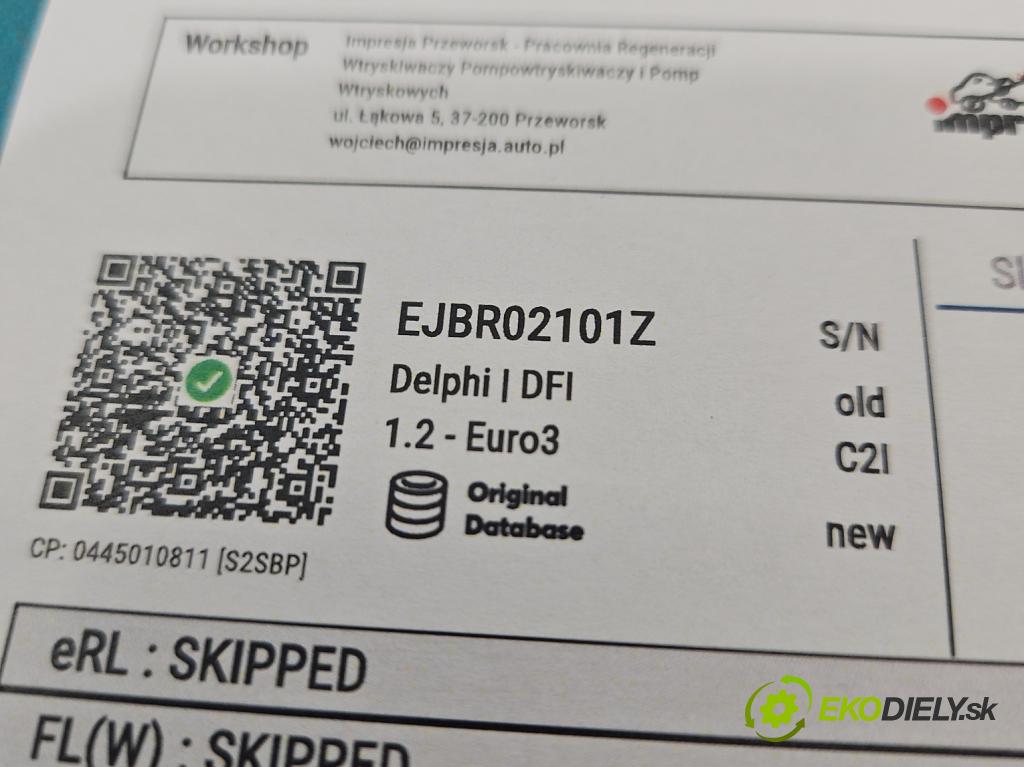 Workshop
Impresja Przeworsk - Pracownia Regeneracji
Wtryskiwaczy Pompowtryskiwaczy i Pomp
Wtryskowych
ul. Łąkowa 5, 37-200 Przeworsk
wojciech@impresja.auto.pl
impr
EJBR02101Z
Delphi | DFI
1.2 - Euro3
Original
Database
S/N
old
C2I
new
CP: 0445010811 [S2SBP]
eRL : SKIPPED
FL(W) : SKIPPED
EKODIELY.sk